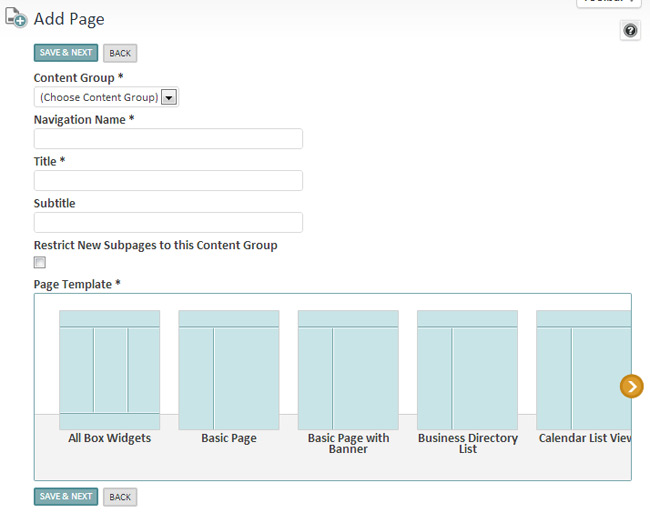 Add Page
SAVE & NEXT BACK
Content Group *
(Choose Content Group)
Navigation Name *
Title *
Subtitle
Restrict New Subpages to this Content Group
Page Template *
All Box Widgets
Basic Page
Basic Page with
Banner
Business Directory
List
Calendar List View
SAVE & NEXT BACK